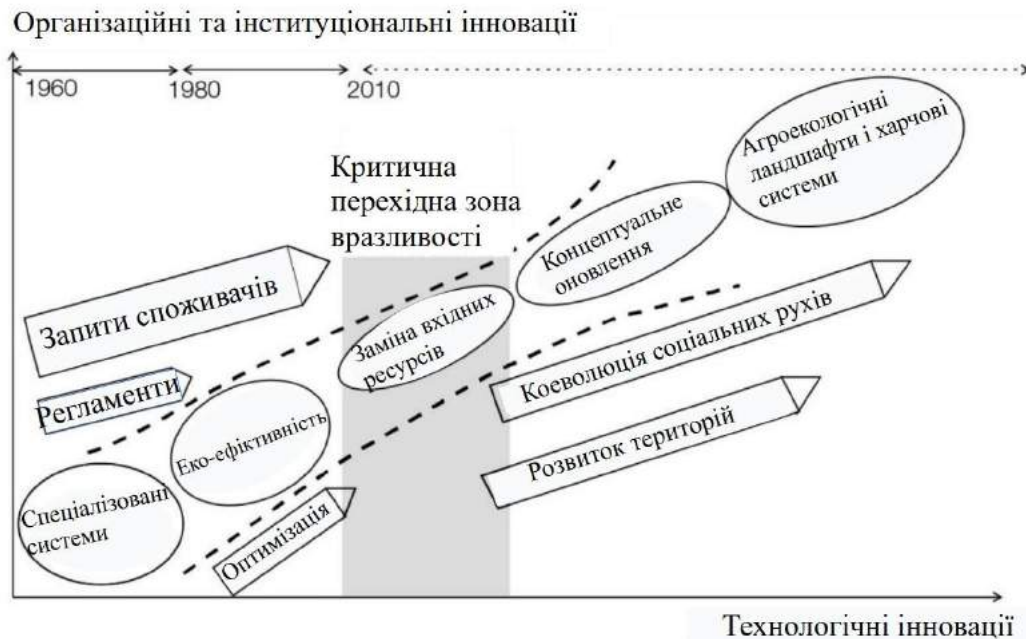 Організаційні та інституціональні інновації
1960
1980
2010
Критична
перехідна зона
вразливості
Агроекологічні
ландшафти і харчові
системи
Концептуальне
оновлення
Запити споживачів
Заміна вхідних
ресурсів
Регламенти
Еко-ефіктивність
Спеціалізовані
системи
Оптимізація
Коеволюція соціальних рухів
Розвиток територій
Технологічні інновації